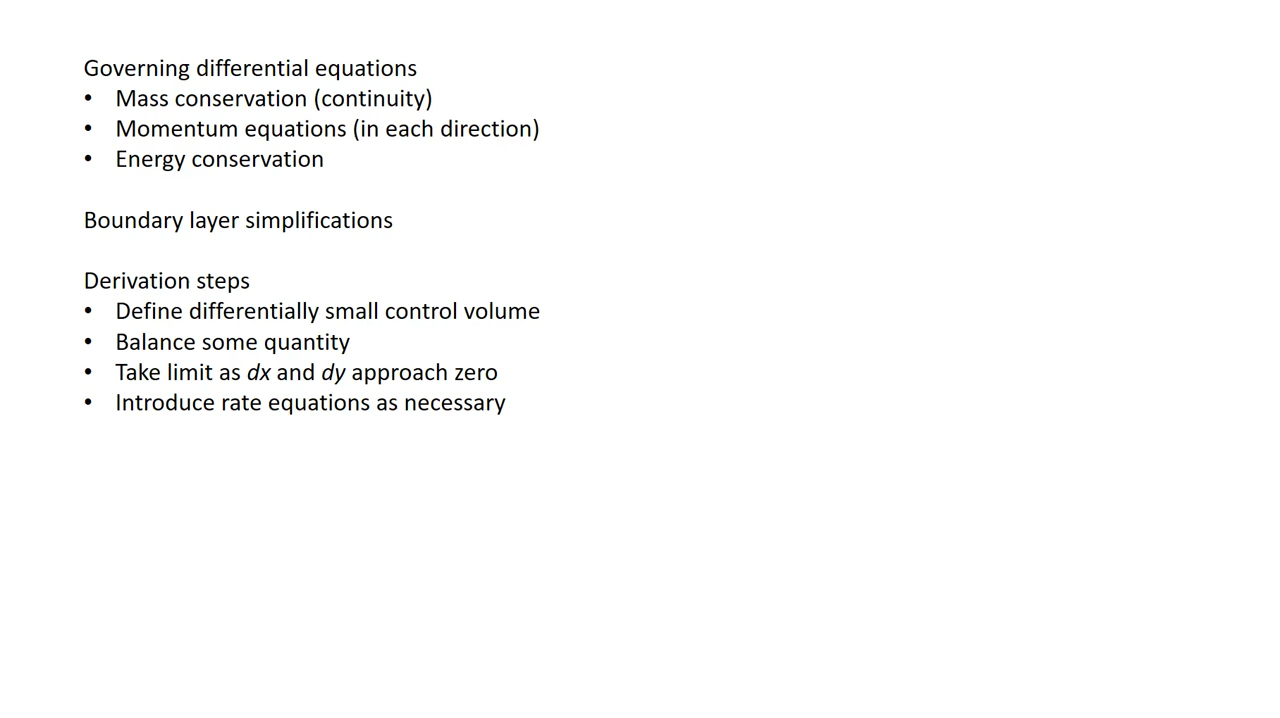 Governing differential equations
• Mass conservation (continuity)
• Momentum equations (in each direction)
• Energy conservation
Boundary layer simplifications
Derivation steps
• Define differentially small control volume
• Balance some quantity
• Take limit as dx and dy approach zero
• Introduce rate equations as necessary